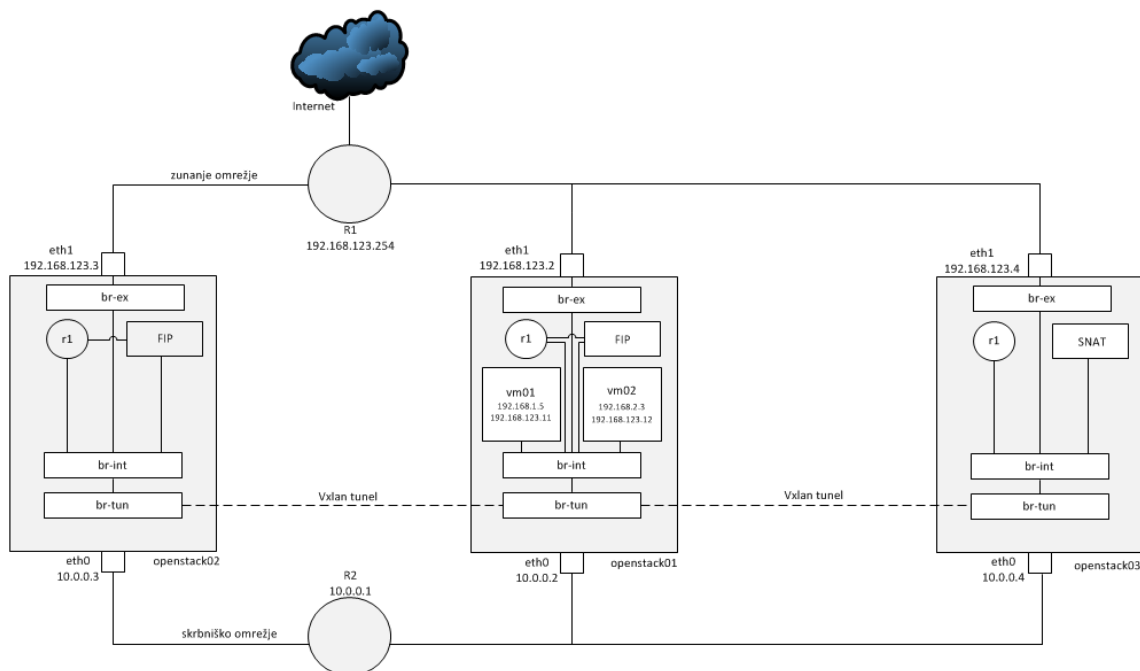 Internet
zunanje omrežje
R1
192.168.123.254
eth1
192.168.123.3
br-ex
r1
FIP
br-int
br-tun
eth0
10.0.0.3
openstack02
eth1
192.168.123.2
br-ex
r1
FIP
vm01
192.168.1.5
192.168.123.11
vm02
192.168.2.3
192.168.123.12
br-int
br-tun
eth0
10.0.0.2
openstack01
eth1
192.168.123.4
br-ex
r1
SNAT
br-int
br-tun
eth0
10.0.0.4
openstack03
Vxlan tunel
Vxlan tunel
R2
10.0.0.1
skrbniško omrežje